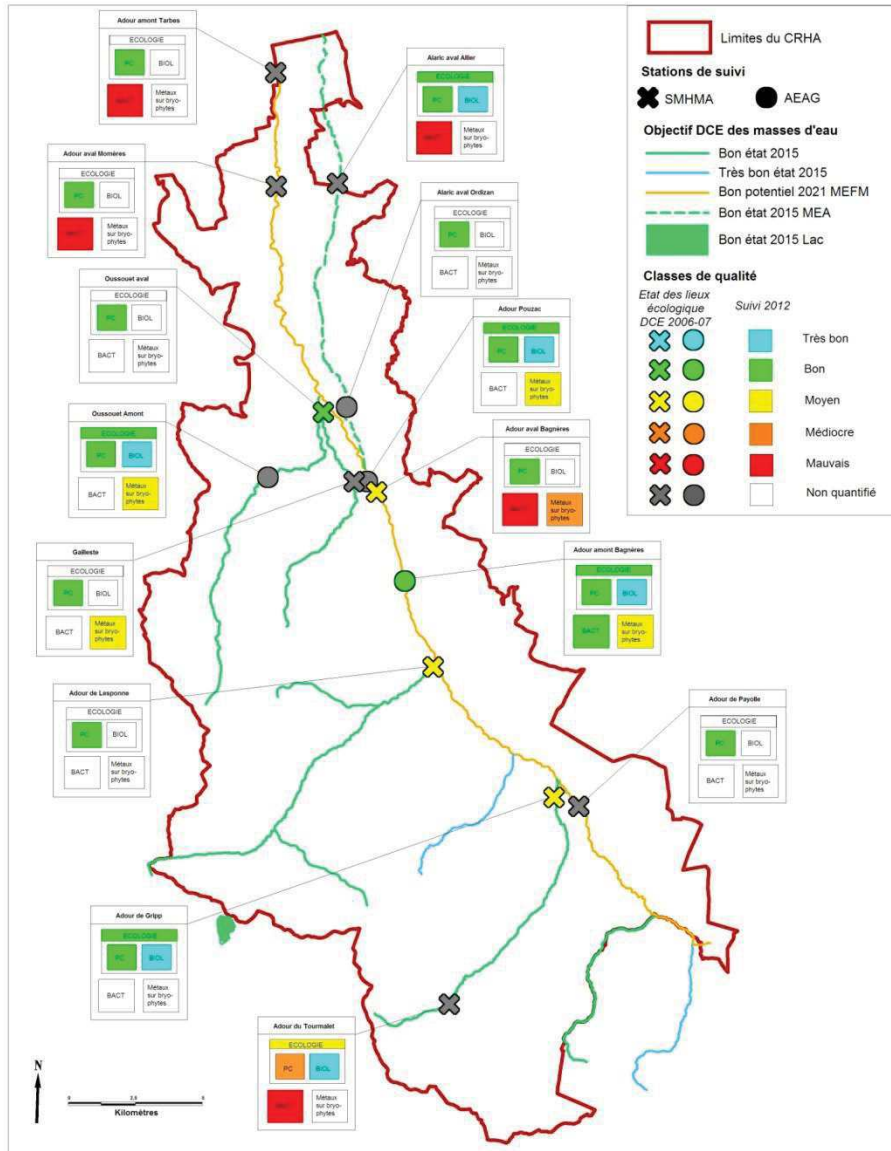 Adour amont Tarbes
ECOLOGIE
PC
BIOL
BACT
Métaux
sur bryo-
phytes
Alaric aval Allier
ECOLOGIE
PC
BIOL
BACT
Métaux
sur bryo-
phytes
Adour aval Momères
ECOLOGIE
PC
BIOL
BACT
Métaux
sur bryo-
phytes
Alaric aval Ordizan
ECOLOGIE
PC
BIOL
BACT
Métaux
sur bryo-
phytes
Oussouet aval
ECOLOGIE
PC
BIOL
BACT
Métaux
sur bryo-
phytes
Adour Pouzac
ECOLOGIE
PC
BIOL
BACT
Métaux
sur bryo-
phytes
Oussouet Amont
ECOLOGIE
PC
BIOL
BACT
Métaux
sur bryo-
phytes
Adour aval Bagnères
ECOLOGIE
PC
BIOL
BACT
Métaux
sur bryo-
phytes
Gailleste
ECOLOGIE
PC
BIOL
BACT
Métaux
sur bryo-
phytes
Adour amont Bagnères
ECOLOGIE
PC
BIOL
BACT
Métaux
sur bryo-
phytes
Adour de Lesponne
ECOLOGIE
PC
BIOL
BACT
Métaux
sur bryo-
phytes
Adour de Payolle
ECOLOGIE
PC
BIOL
BACT
Métaux
sur bryo-
phytes
Adour de Gripp
ECOLOGIE
PC
BIOL
BACT
Métaux
sur bryo-
phytes
Adour du Tourmalet
ECOLOGIE
PC
BIOL
BACT
Métaux
sur bryo-
phytes
N
0 2,5 5
Kilomètres
Limites du CRHA
Stations de suivi
SMHMA
AEAG
Objectif DCE des masses d'eau
Bon état 2015
Très bon état 2015
Bon potentiel 2021 MEFM
Bon état 2015 MEA
Bon état 2015 Lac
Classes de qualité
Etat des lieux
écologique
DCE 2006-07
Suivi 2012
Très bon
Bon
Moyen
Médiocre
Mauvais
Non quantifié